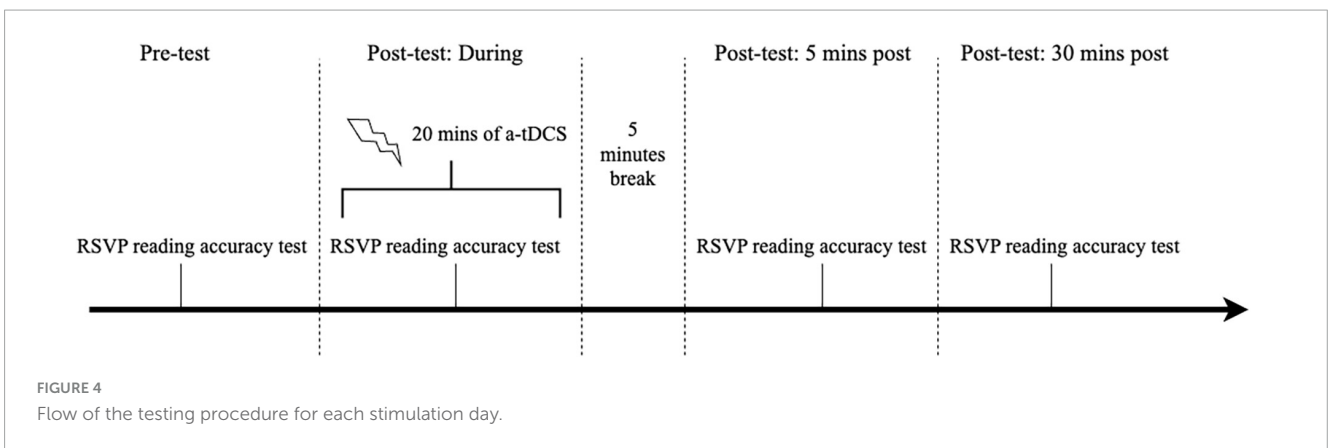 Pre-test
Post-test: During
Post-test: 5 mins post
Post-test: 30 mins post
20 mins of a-tDCS
5
minutes
break
RSVP reading accuracy test
RSVP reading accuracy test
RSVP reading accuracy test
RSVP reading accuracy test
FIGURE 4
Flow of the testing procedure for each stimulation day.